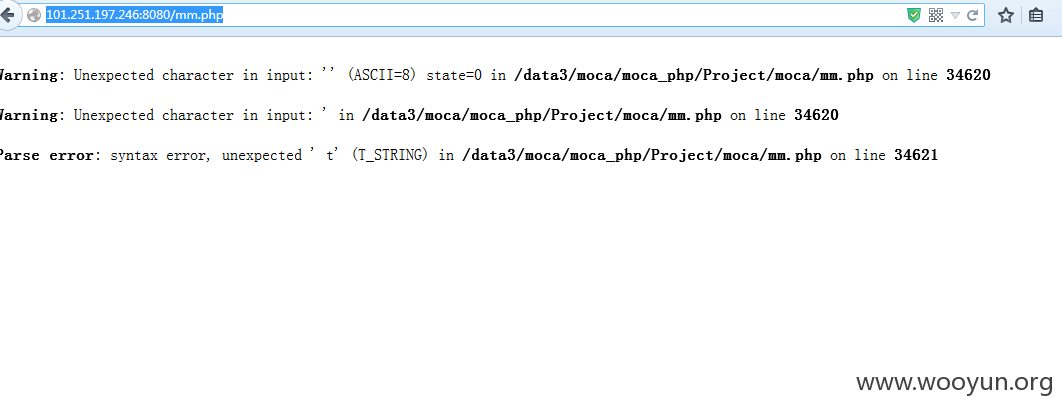 101.251.197.246:8080/mm.php
Warning: Unexpected character in input: '' (ASCII=8) state=0 in /data3/moca/moca_php/Project/moca/mm.php on line 34620
Warning: Unexpected character in input: ' in /data3/moca/moca_php/Project/moca/mm.php on line 34620
Parse error: syntax error, unexpected ' t' (T_STRING) in /data3/moca/moca_php/Project/moca/mm.php on line 34621
www.wooyun.org